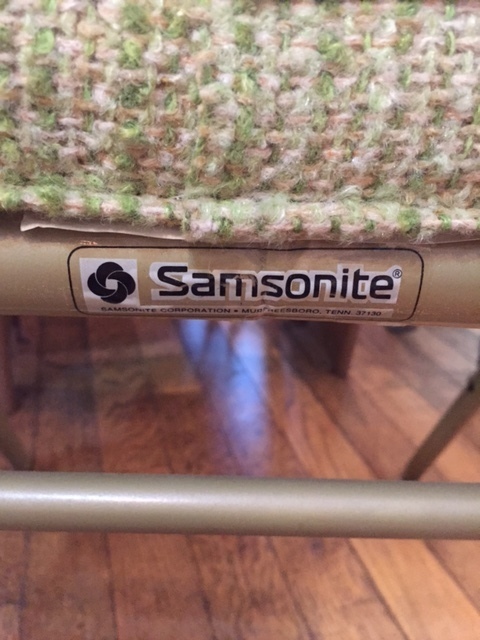 Samsonite®
SAMSONITE CORPORATION • MURFREESBORO, TENN. 37130